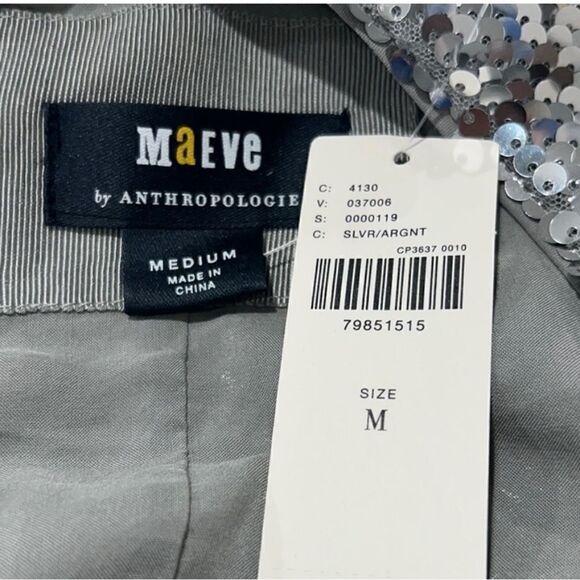 MaEVe
by ANTHROPOLOGIE
MEDIUM
MADE IN
CHINA
C: 4130
V: 037006
S: 0000119
C: SLVR/ARGNT
CP3637 0010
79851515
SIZE
M